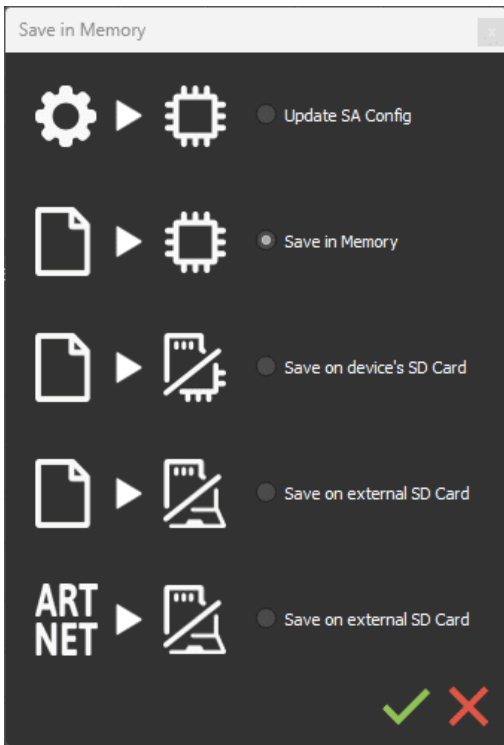 Save in Memory
x
Update SA Config
Save in Memory
Save on device's SD Card
Save on external SD Card
ART
NET
Save on external SD Card